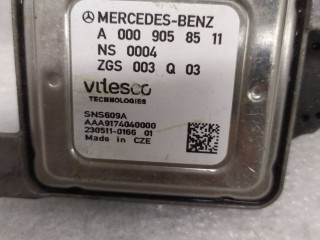 MERCEDES-BENZ
A 000 905 85 11
NS 0004
ZGS 003 Q 03
vitesco
TECHNOLOGIES
SNS609A
AAA9174040000
230511-0166 01
Made in CZE